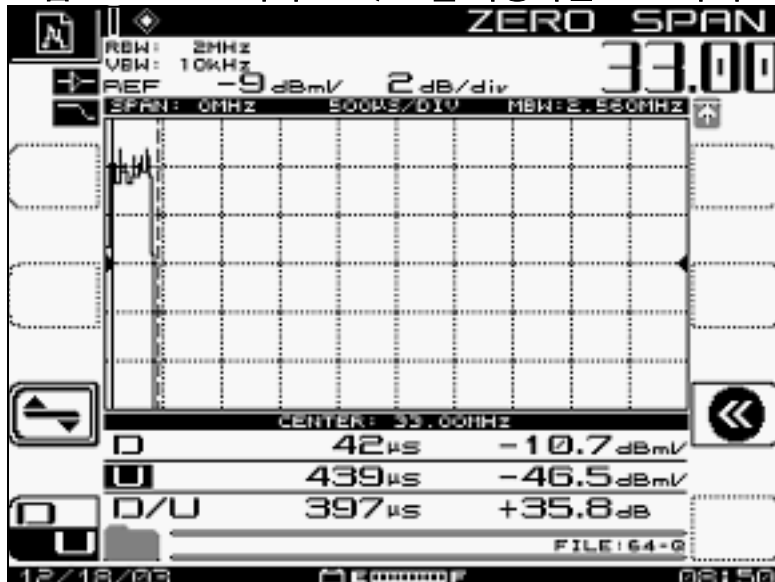 ZERO SPAN
RBW: 2MHz
VBW: 10kHz
33.00
REF -9 dBmV 2 dB/div
SPAN: 0MHz 500µS/DIV MBW:2.560MHz
CENTER: 33.00MHz
D 42µs -10.7dBmV
U 439µs -46.5dBmV
D/U 397µs +35.8dB
D
U
FILE:64-Q
12/18/03 E F 08:50